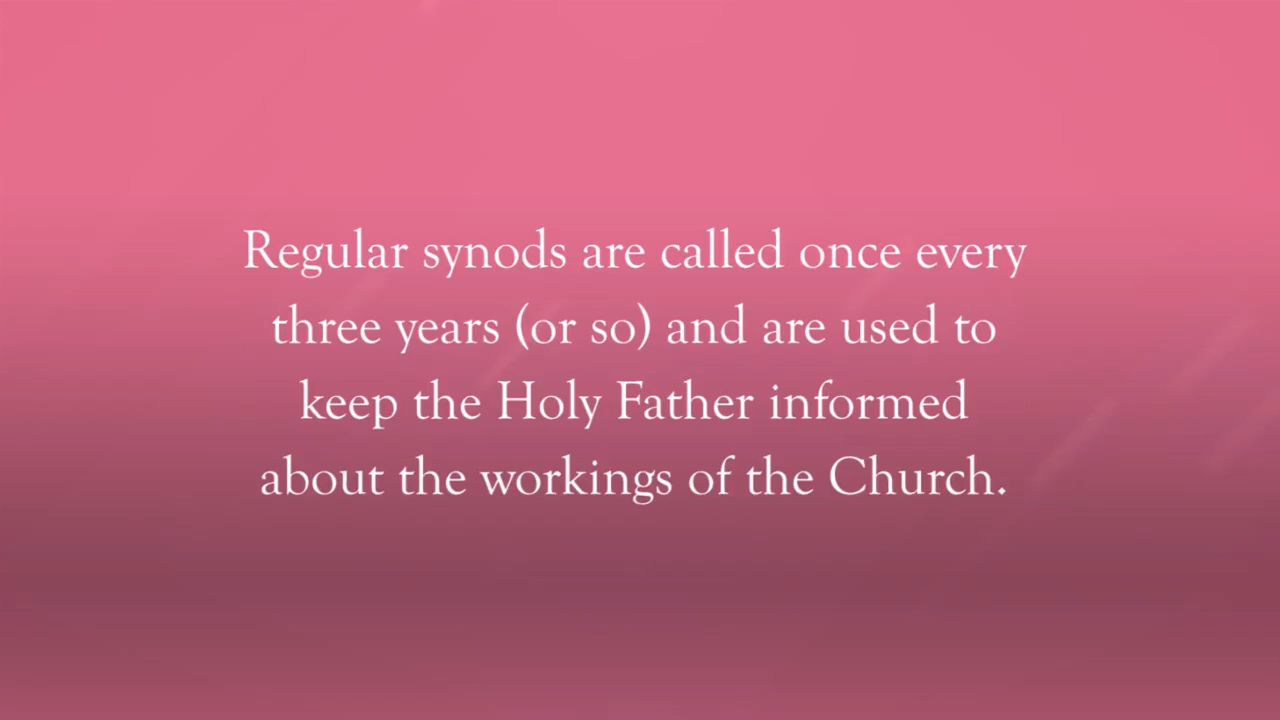 Regular synods are called once every
three years (or so) and are used to
keep the Holy Father informed
about the workings of the Church.